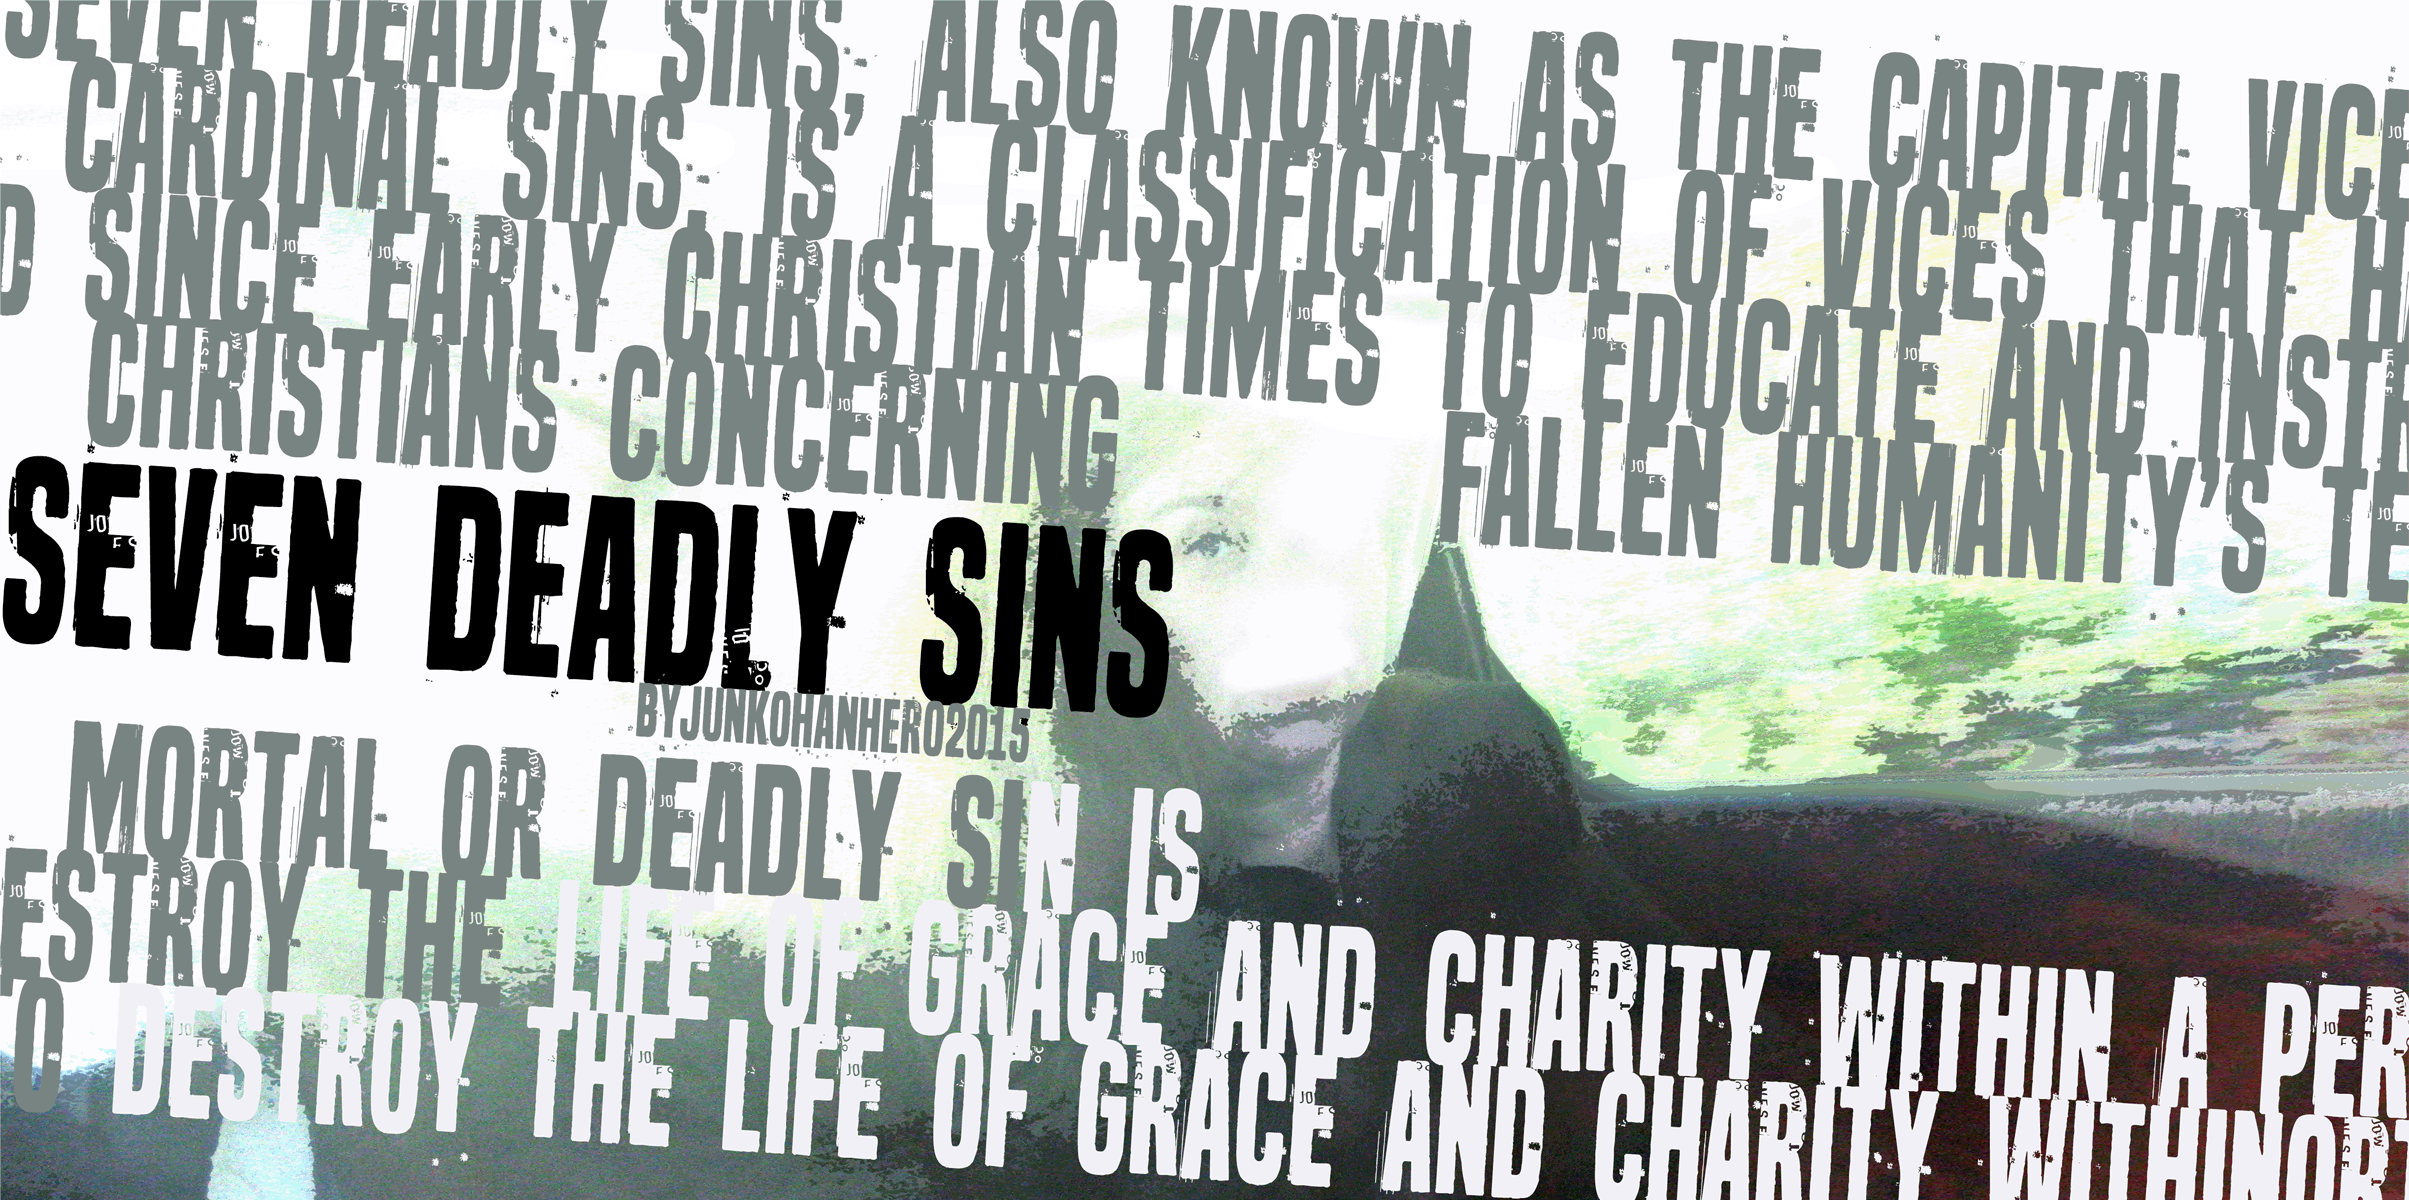 SEVEN DEADLY SINS, ALSO KNOWN AS THE CAPITAL VICE
CARDINAL SINS, IS A CLASSIFICATION OF VICES THAT H
D SINCE EARLY CHRISTIAN TIMES TO EDUCATE AND INSTR
CHRISTIANS CONCERNING FALLEN HUMANITY'S TE
SEVEN DEADLY SINS
BYJUNKOHANHERO2015
MORTAL OR DEADLY SIN IS
ESTROY THE LIFE OF GRACE AND CHARITY WITHIN A PER
O DESTROY THE LIFE OF GRACE AND CHARITY WITHINOR